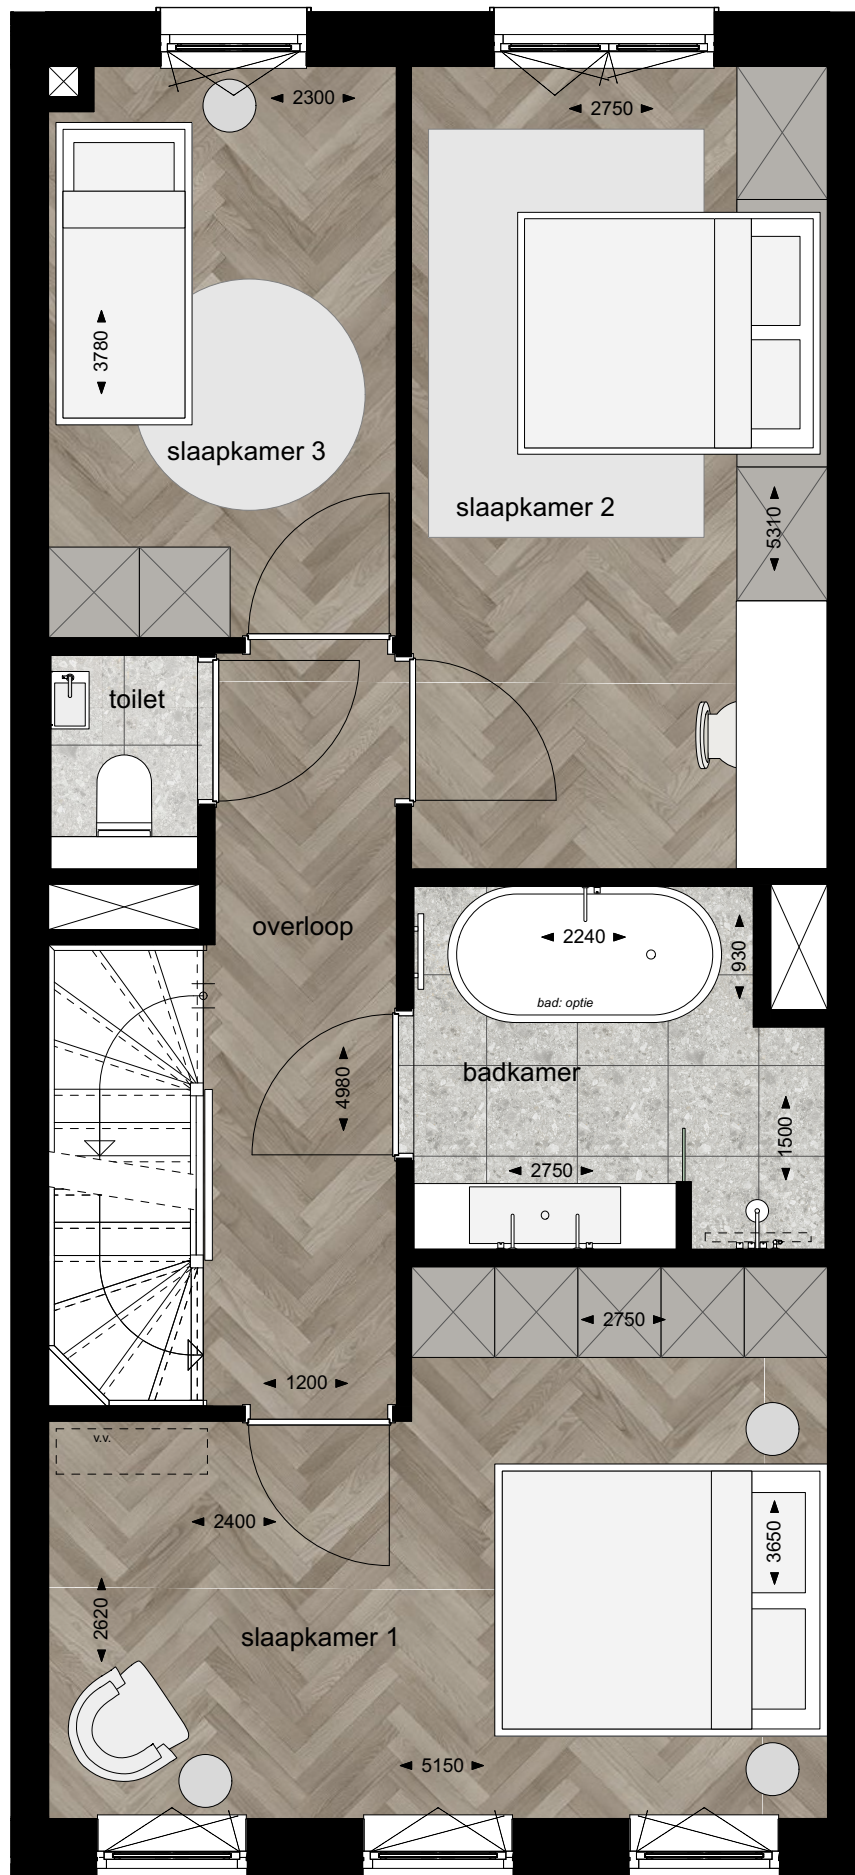 2300
2750
3780
slaapkamer 3
slaapkamer 2
5310
toilet
overloop
2240
930
bad: optie
badkamer
4980
1500
2750
2750
1200
v.v.
2400
3650
2620
slaapkamer 1
5150